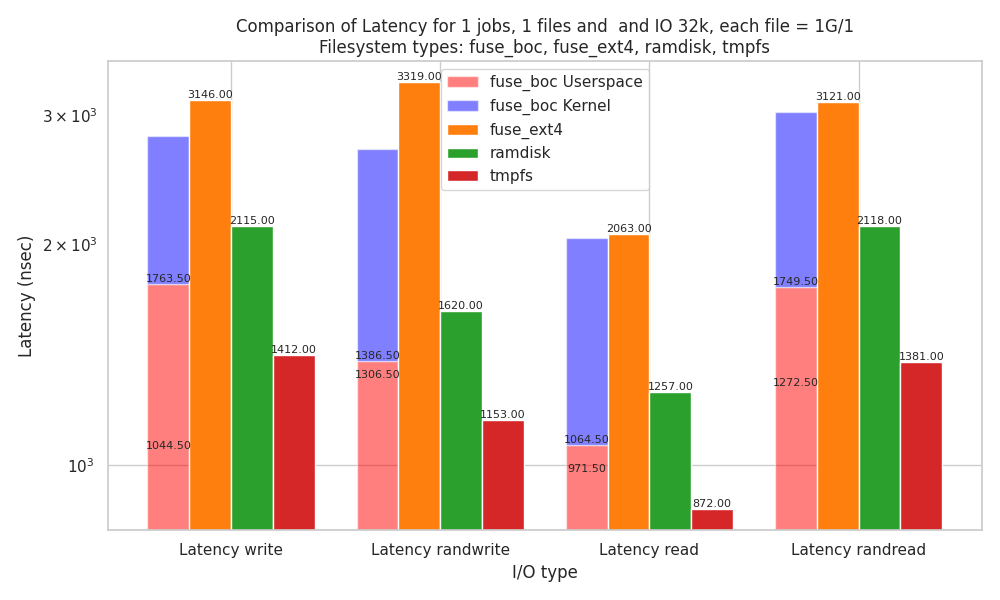 Comparison of Latency for 1 jobs, 1 files and  and IO 32k, each file = 1G/1
Filesystem types: fuse_boc, fuse_ext4, ramdisk, tmpfs
fuse_boc Userspace
fuse_boc Kernel
fuse_ext4
ramdisk
tmpfs
3 × 10³
2 × 10³
10³
Latency (nsec)
1763.50
1044.50
3146.00
2115.00
1412.00
1386.50
1306.50
3319.00
1620.00
1153.00
1064.50
971.50
2063.00
1257.00
872.00
1749.50
1272.50
3121.00
2118.00
1381.00
Latency write
Latency randwrite
Latency read
Latency randread
I/O type